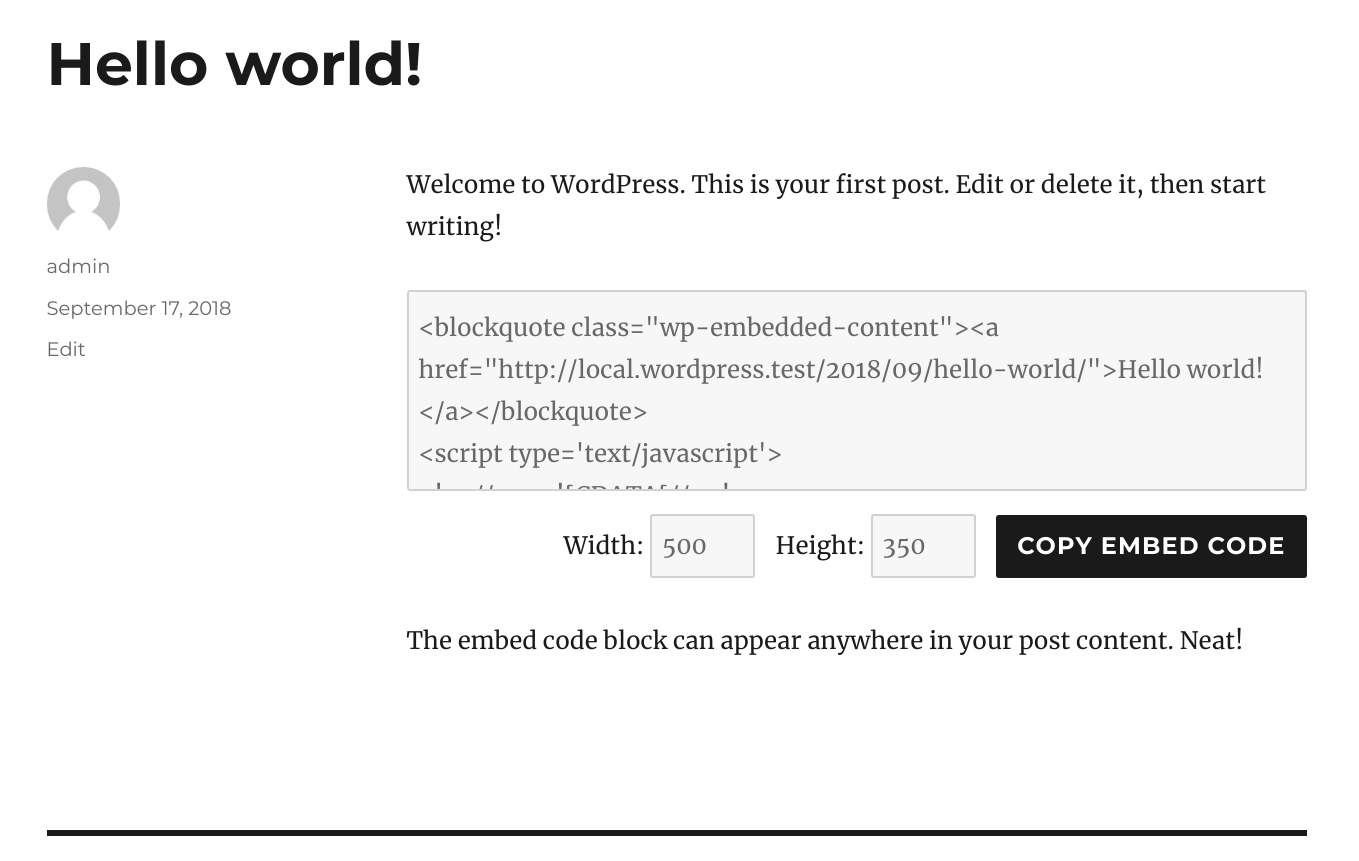 Hello world!
admin
September 17, 2018
Edit
Welcome to WordPress. This is your first post. Edit or delete it, then start
writing!
<blockquote class="wp-embedded-content"><a
href="http://local.wordpress.test/2018/09/hello-world/">Hello world!
</a></blockquote>
<script type='text/javascript'>
Width: 500 Height: 350 COPY EMBED CODE
The embed code block can appear anywhere in your post content. Neat!